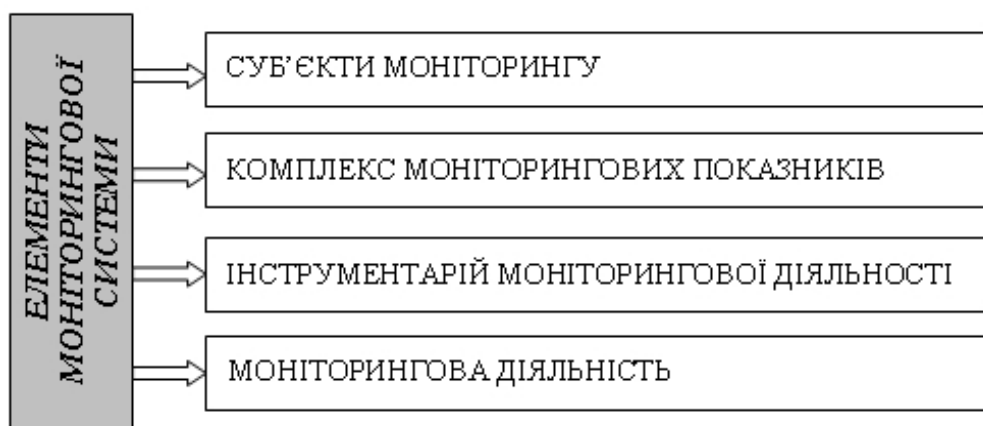 ЕЛЕМЕНТИ
МОНІТОРИНГОВОЇ
СИСТЕМИ
СУБ’ЄКТИ МОНІТОРИНГУ
КОМПЛЕКС МОНІТОРИНГОВИХ ПОКАЗНИКІВ
ІНСТРУМЕНТАРІЙ МОНІТОРИНГОВОЇ ДІЯЛЬНОСТІ
МОНІТОРИНГОВА ДІЯЛЬНІСТЬ